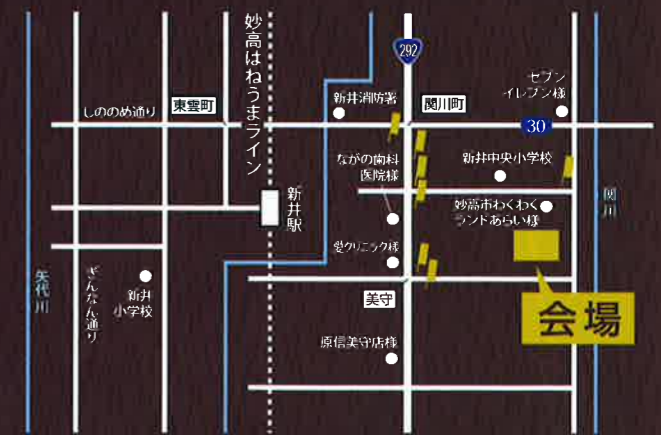 妙高はねうまライン
292
セブン
イレブン様
しののめ通り
東雲町
新井消防署
関川町
30
ながの歯科
医院様
新井中央小学校
新井駅
妙高市わくわく
ランドあらい様
関川
愛クリニック様
矢代川
ぎんなん通り
新井
小学校
美守
会場
原信美守店様